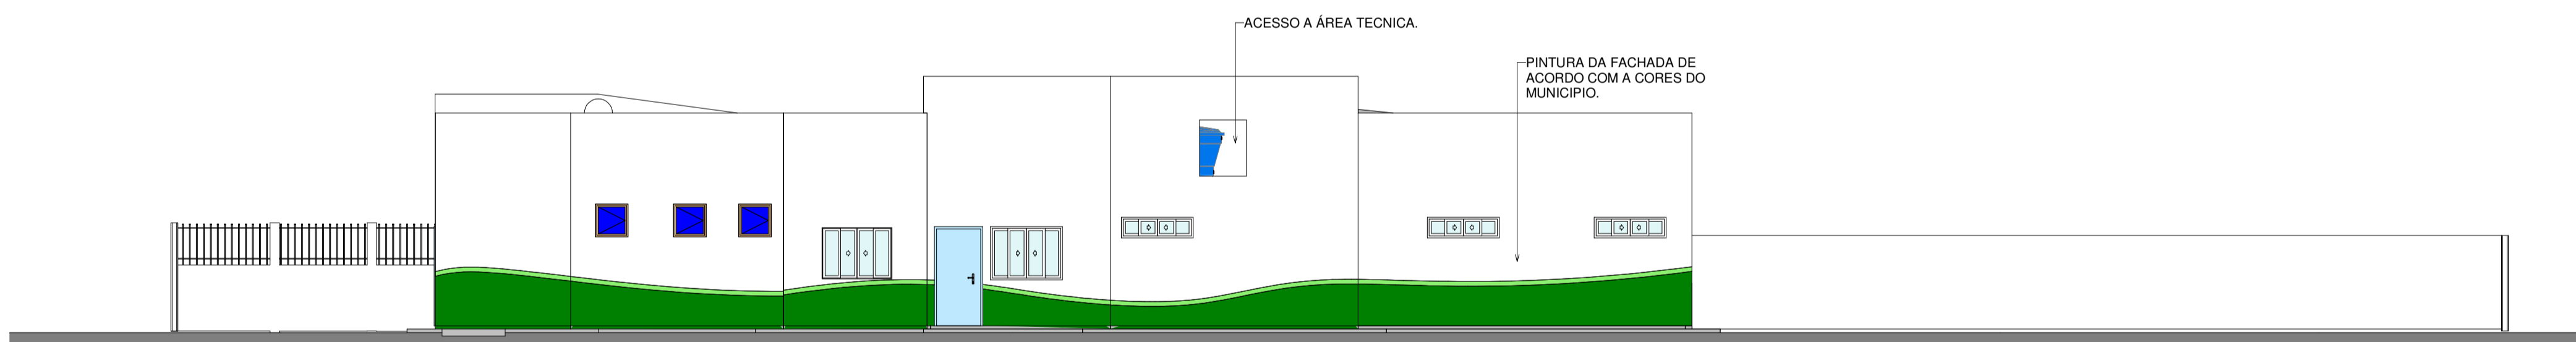 ACESSO A ÁREA TECNICA.
PINTURA DA FACHADA DE
ACORDO COM A CORES DO
MUNICIPIO.